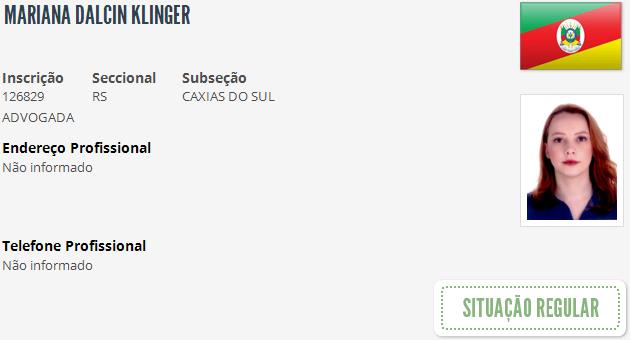 MARIANA DALCIN KLINGER
Inscrição Seccional Subseção
126829 RS CAXIAS DO SUL
ADVOGADA
Endereço Profissional
Não informado
Telefone Profissional
Não informado
SITUAÇÃO REGULAR